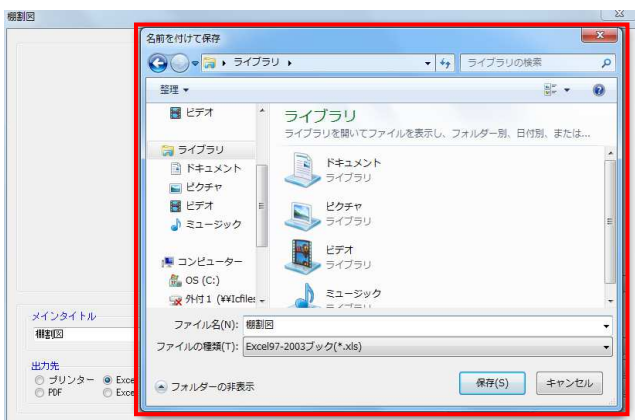 棚割図
名前を付けて保存
ライブラリ
ライブラリの検索
整理
ビデオ
ライブラリ
ドキュメント
ピクチャ
ビデオ
ミュージック
コンピューター
OS (C:)
外付1 (¥¥Icfiles
ライブラリ
ライブラリを開いてファイルを表示し、フォルダー別、日付別、または...
ドキュメント
ライブラリ
ピクチャ
ライブラリ
ビデオ
ライブラリ
ミュージック
ライブラリ
ファイル名(N): 棚割図
ファイルの種類(T): Excel97-2003ブック(*.xls)
フォルダーの非表示
保存(S)
キャンセル
メインタイトル
棚割図
出力先
プリンター
Exce
PDF
Exce